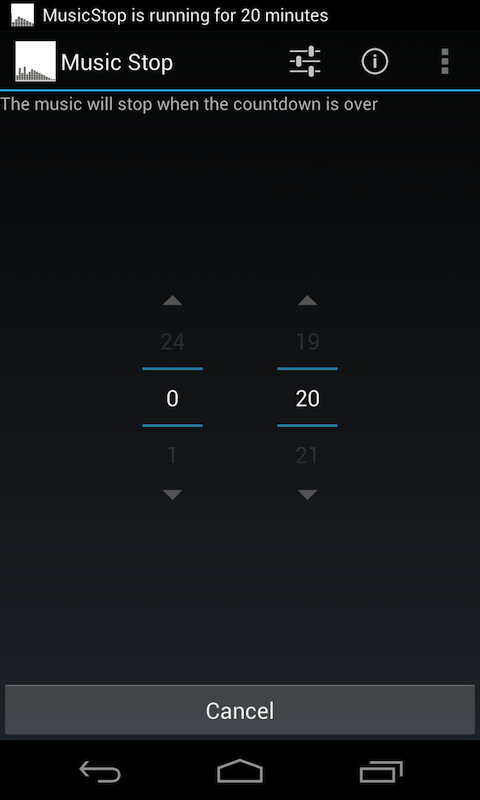 MusicStop is running for 20 minutes
Music Stop
The music will stop when the countdown is over
24 19
0 20
1 21
Cancel